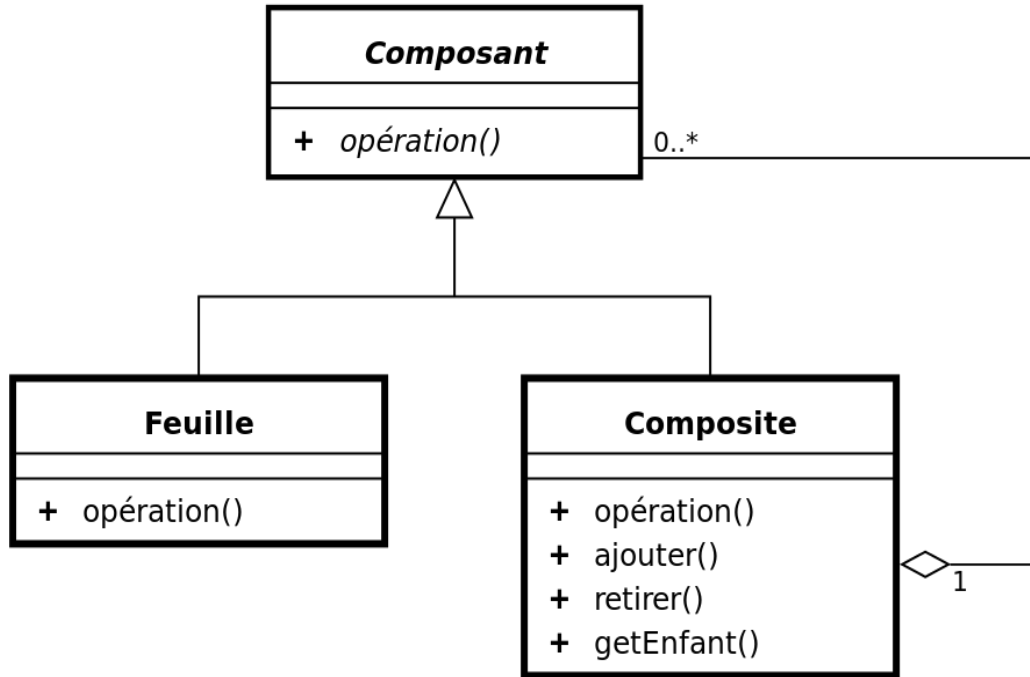 Composant
+ opération()
0..*
Feuille
+ opération()
Composite
+ opération()
+ ajouter()
+ retirer()
+ getEnfant()
1